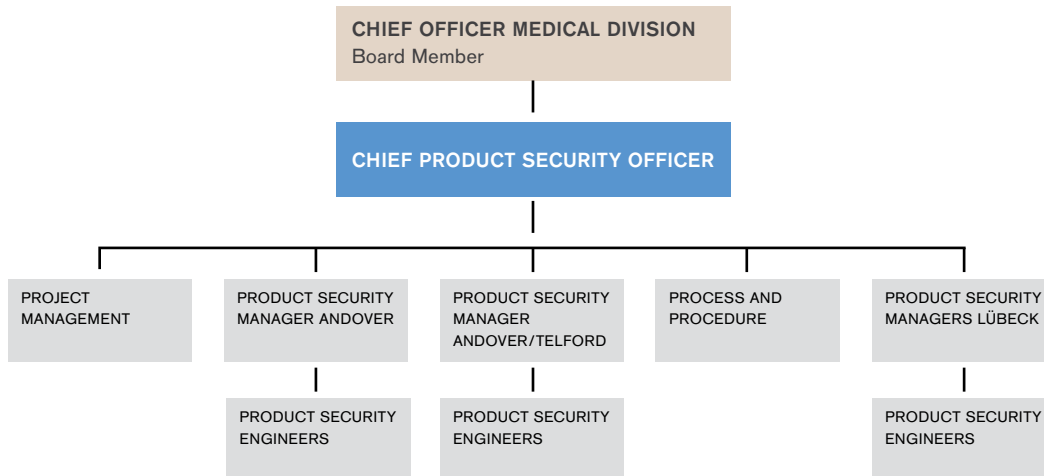 CHIEF OFFICER MEDICAL DIVISION
Board Member
CHIEF PRODUCT SECURITY OFFICER
PROJECT
MANAGEMENT
PRODUCT SECURITY
MANAGER ANDOVER
PRODUCT SECURITY
MANAGER
ANDOVER/TELFORD
PROCESS AND
PROCEDURE
PRODUCT SECURITY
MANAGERS LÜBECK
PRODUCT SECURITY
ENGINEERS
PRODUCT SECURITY
ENGINEERS
PRODUCT SECURITY
ENGINEERS